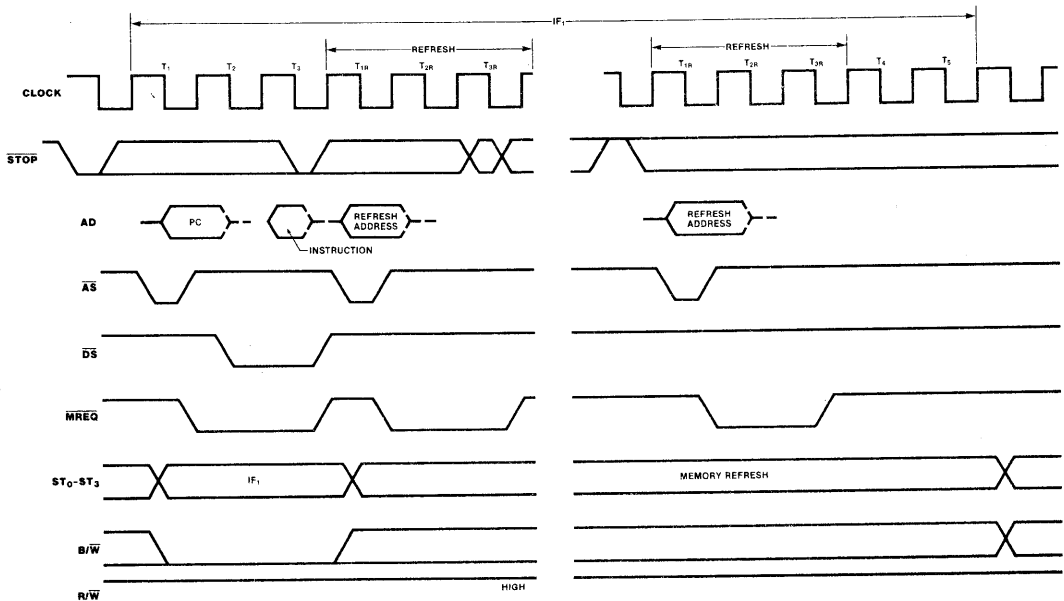 IF₁
REFRESH
REFRESH
T₁ T₂ T₃ T₁R T₂R T₃R T₁R T₂R T₃R T₄ T₅
CLOCK
STOP
AD PC REFRESH ADDRESS REFRESH ADDRESS
INSTRUCTION
AS
DS
MREQ
ST₀-ST₃ IF₁ MEMORY REFRESH
B/W
HIGH
R/W